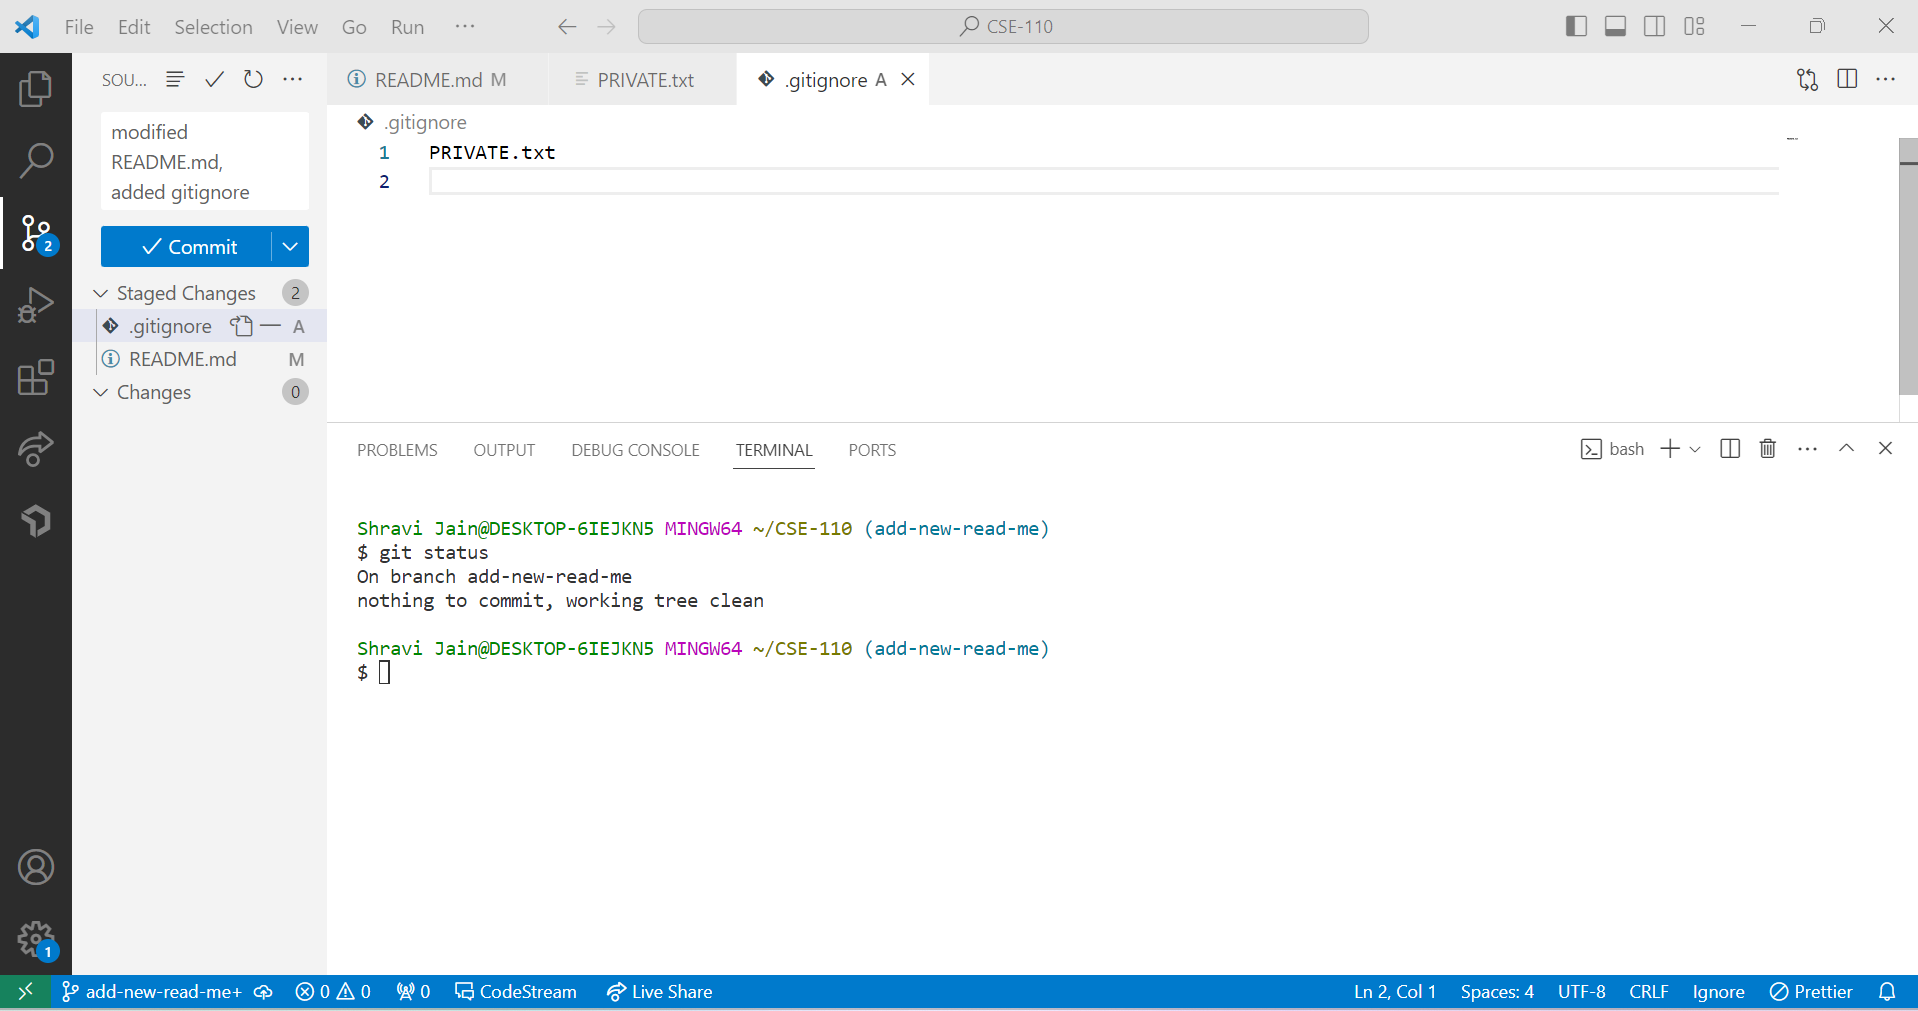 File Edit Selection View Go Run ··· CSE-110
SOU... ···
README.md M PRIVATE.txt .gitignore A
modified
README.md,
added gitignore
Commit
Staged Changes 2
.gitignore A
README.md M
Changes 0
2
1
.gitignore
1 PRIVATE.txt
2
PROBLEMS OUTPUT DEBUG CONSOLE TERMINAL PORTS bash
Shravi Jain@DESKTOP-6IEJKN5 MINGW64 ~/CSE-110 (add-new-read-me)
$ git status
On branch add-new-read-me
nothing to commit, working tree clean
Shravi Jain@DESKTOP-6IEJKN5 MINGW64 ~/CSE-110 (add-new-read-me)
$
add-new-read-me+ 0 0 0 CodeStream Live Share Ln 2, Col 1 Spaces: 4 UTF-8 CRLF Ignore Prettier